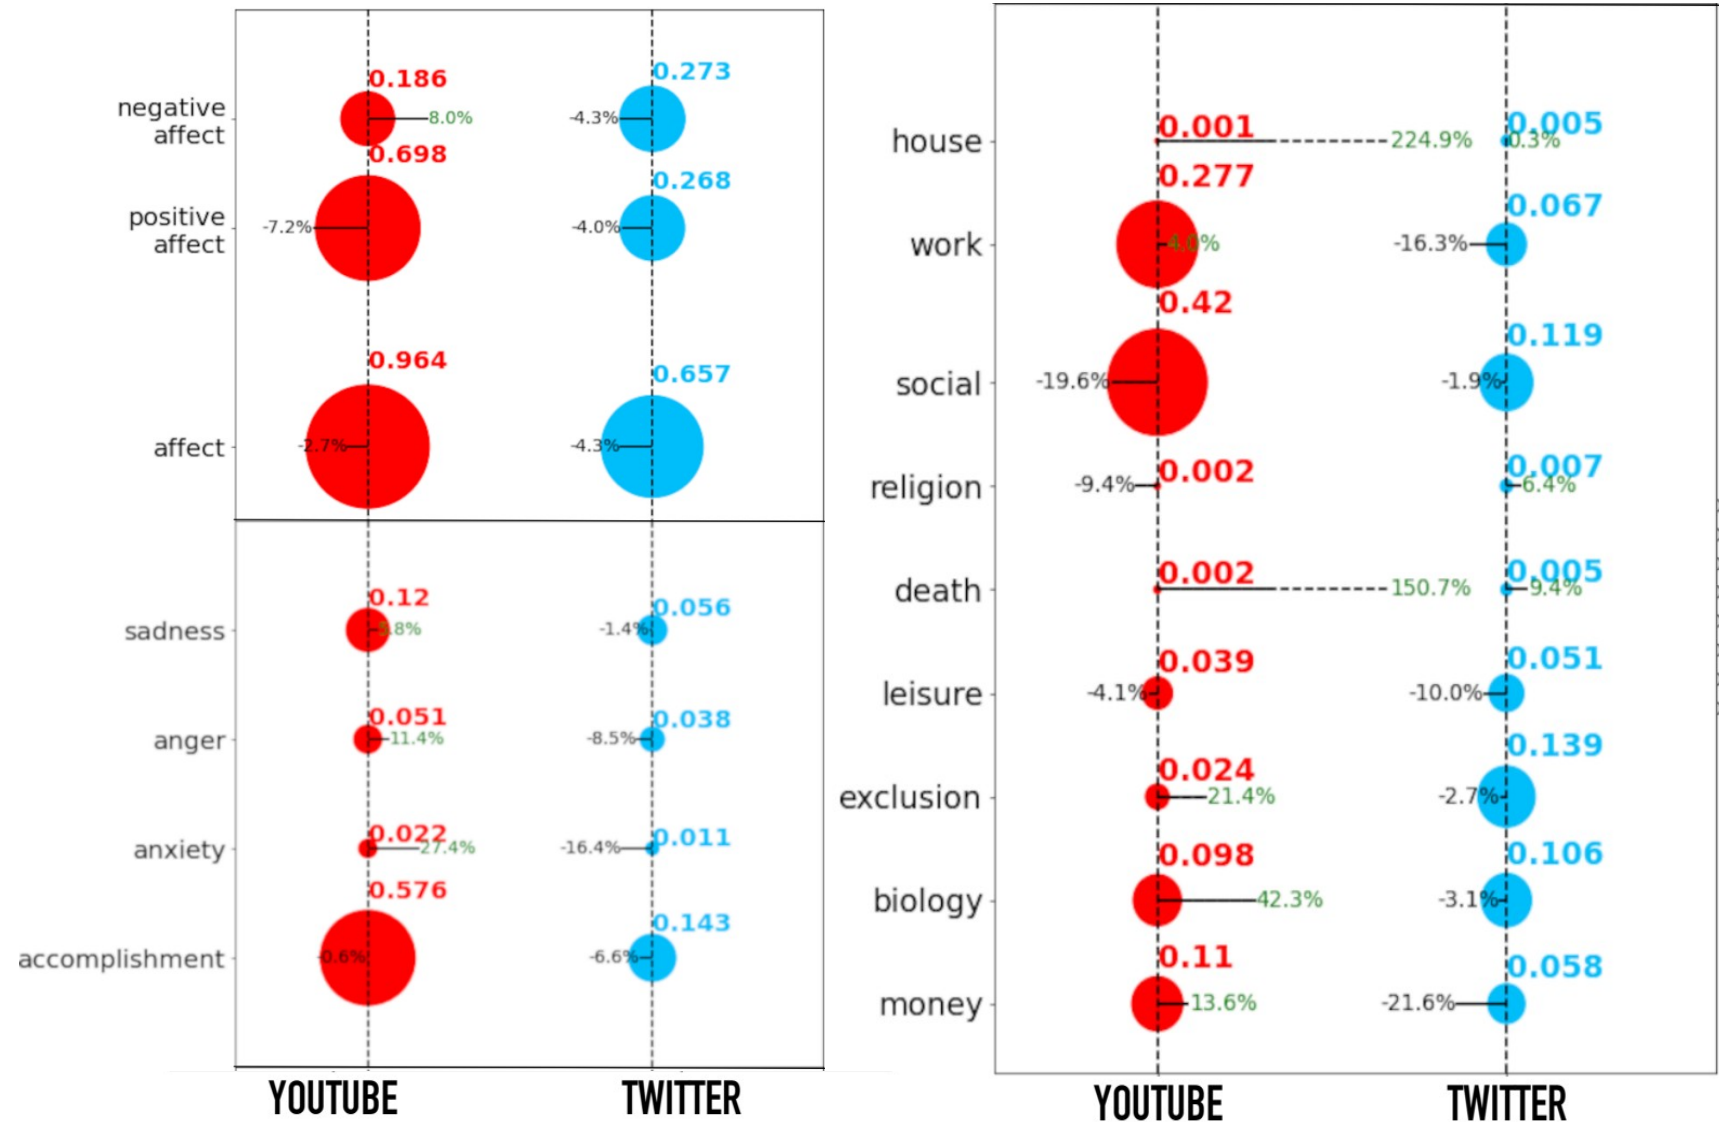 0.186
0.273
negative
affect
8.0%
-4.3%
0.698
0.268
positive
affect
-7.2%
-4.0%
0.964
0.657
affect
-2.7%
-4.3%
0.12
0.056
sadness
-1.4%
0.051
0.038
anger
11.4%
-8.5%
0.022
0.011
anxiety
27.4%
-16.4%
0.576
0.143
accomplishment
-0.6%
-6.6%
YOUTUBE
TWITTER
0.001
0.005
house
224.9%
0.3%
0.277
0.067
work
4.0%
-16.3%
0.42
0.119
social
-19.6%
-1.9%
0.002
0.007
religion
-9.4%
6.4%
0.002
0.005
death
150.7%
9.4%
0.039
0.051
leisure
-4.1%
-10.0%
0.024
0.139
exclusion
21.4%
-2.7%
0.098
0.106
biology
42.3%
-3.1%
0.11
0.058
money
13.6%
-21.6%
YOUTUBE
TWITTER